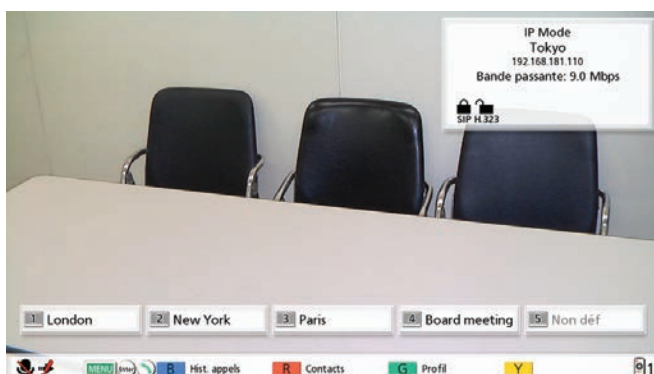 IP Mode
Tokyo
192.168.181.110
Bande passante: 9.0 Mbps
SIP H.323
1 London
2 New York
3 Paris
4 Board meeting
5 Non déf
MENU Enter B Hist. appels R Contacts G Profil Y 1